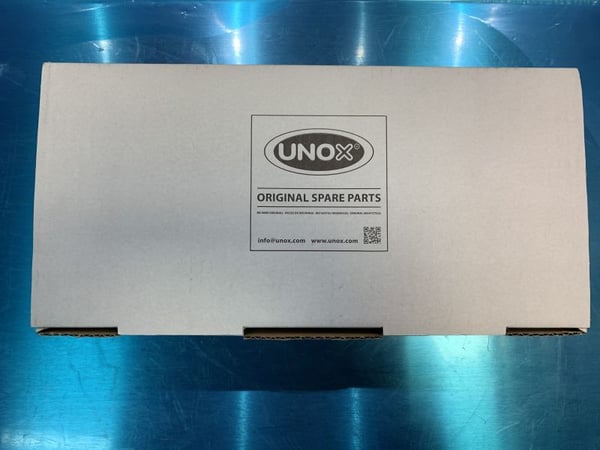 UNOX
ORIGINAL SPARE PARTS
info@unox.com www.unox.com